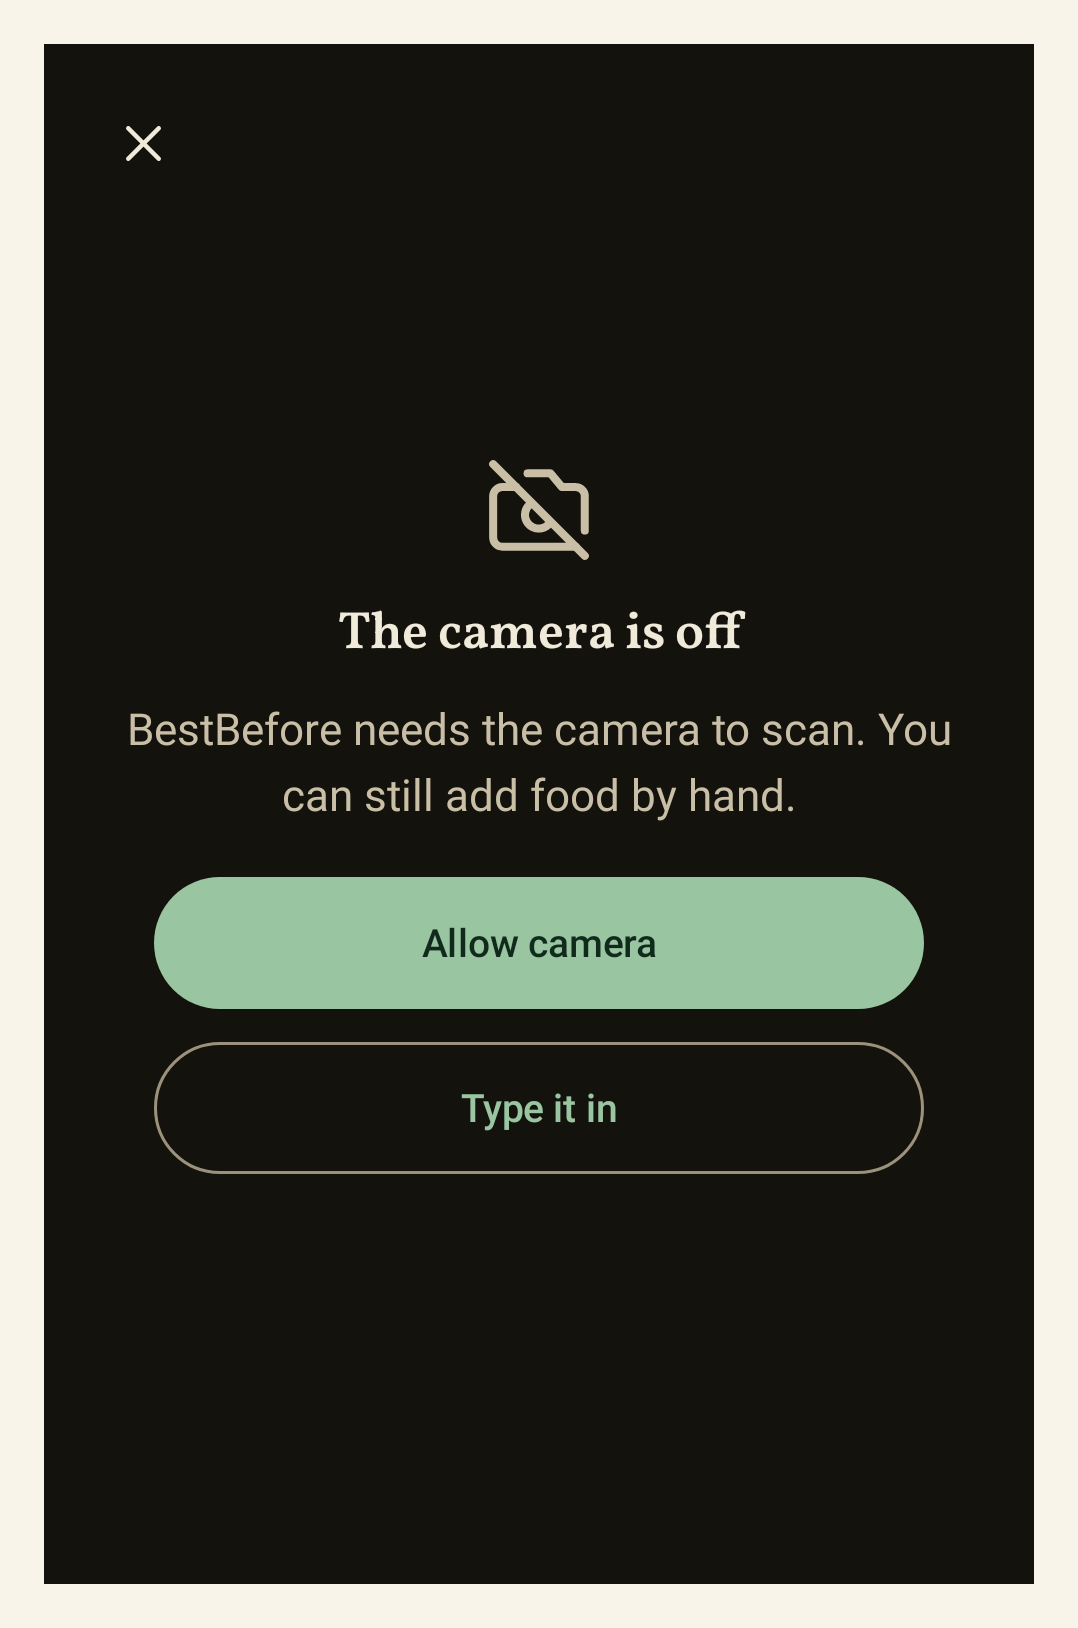 The camera is off
BestBefore needs the camera to scan. You
can still add food by hand.
Allow camera
Type it in